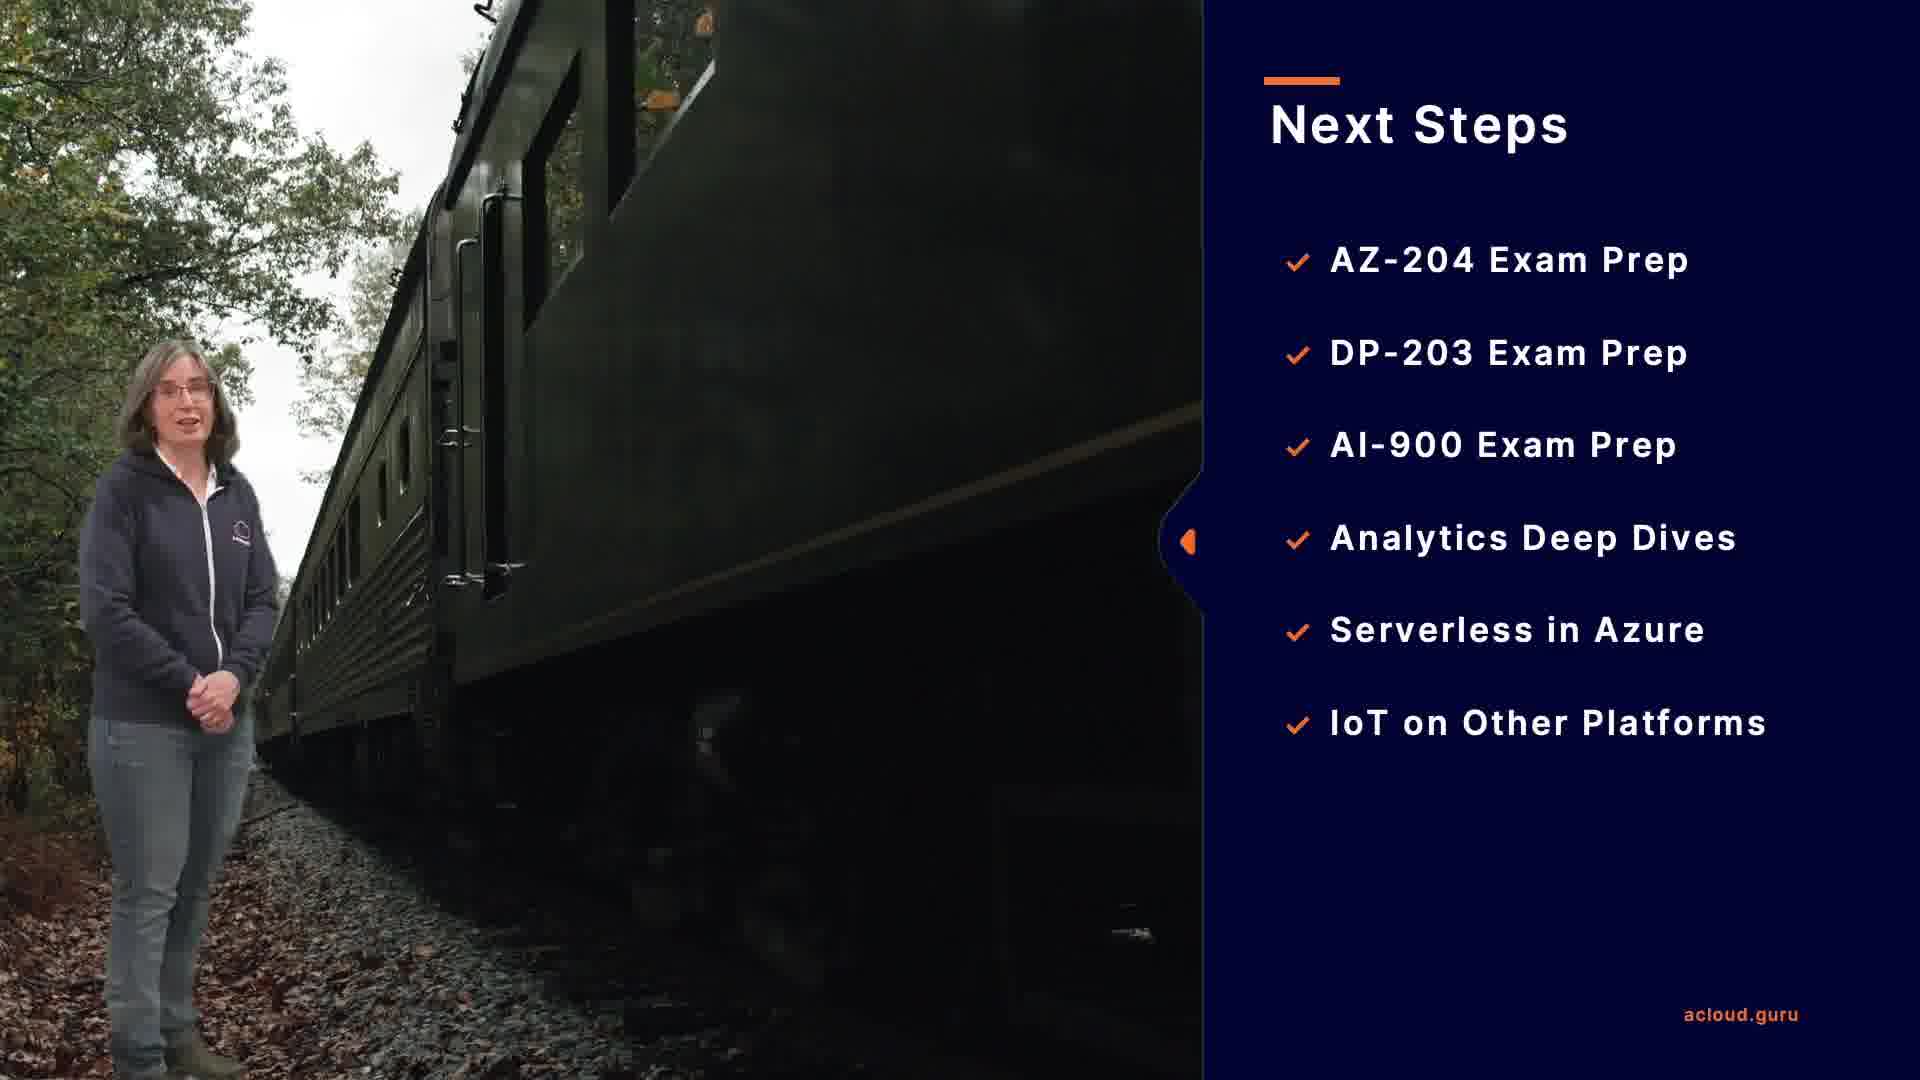 Next Steps
AZ-204 Exam Prep
DP-203 Exam Prep
AI-900 Exam Prep
Analytics Deep Dives
Serverless in Azure
IoT on Other Platforms
acloud.guru